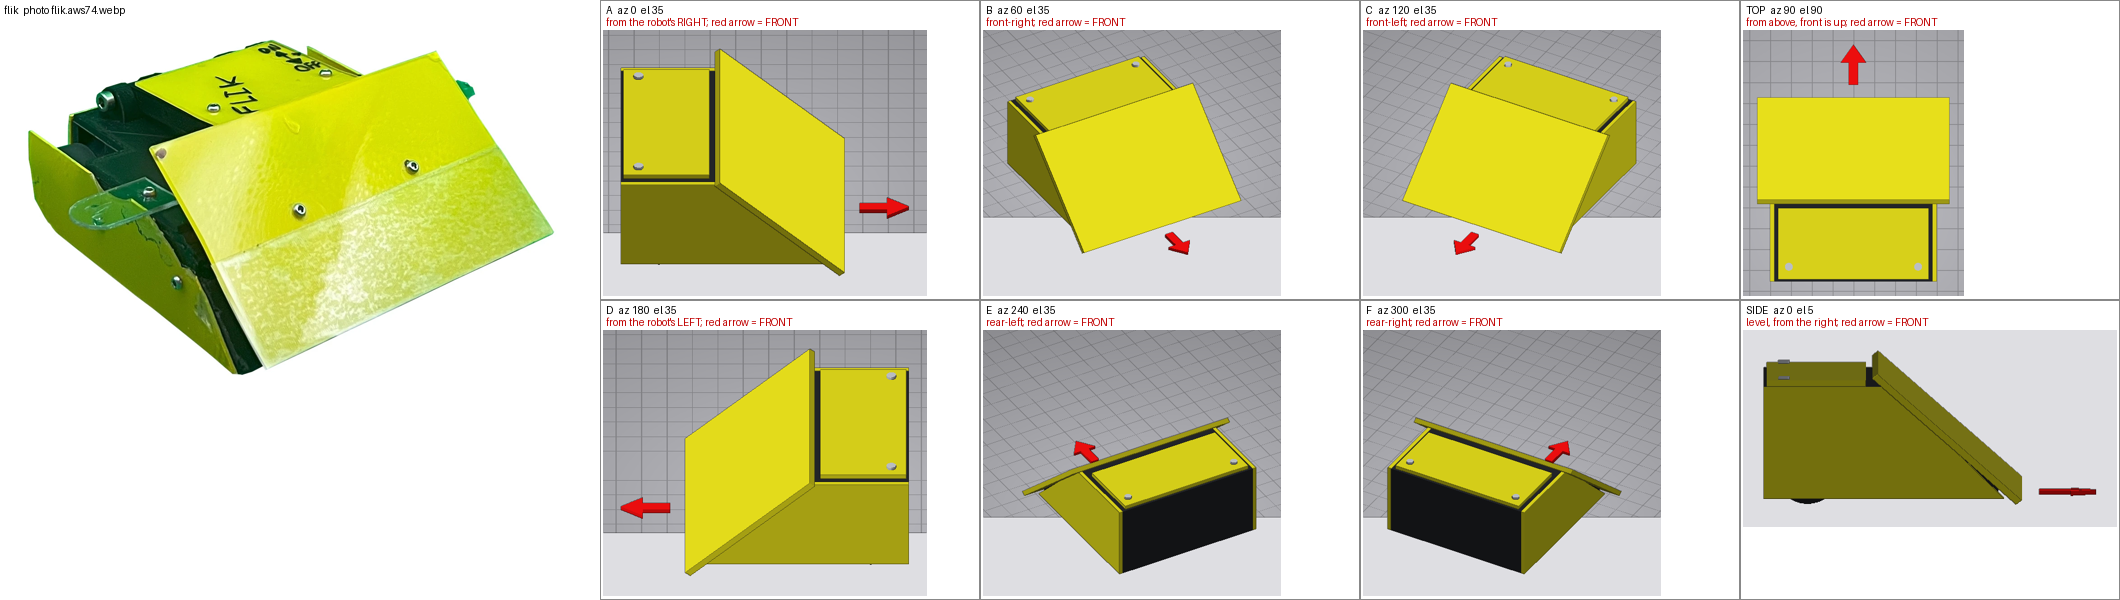 flik photo flik.aws74.webp
A az 0 el 35
from the robot's RIGHT; red arrow = FRONT
B az 60 el 35
front-right; red arrow = FRONT
C az 120 el 35
front-left; red arrow = FRONT
TOP az 90 el 90
from above, front is up; red arrow = FRONT
FLIK
D az 180 el 35
from the robot's LEFT; red arrow = FRONT
E az 240 el 35
rear-left; red arrow = FRONT
F az 300 el 35
rear-right; red arrow = FRONT
SIDE az 0 el 5
level, from the right; red arrow = FRONT